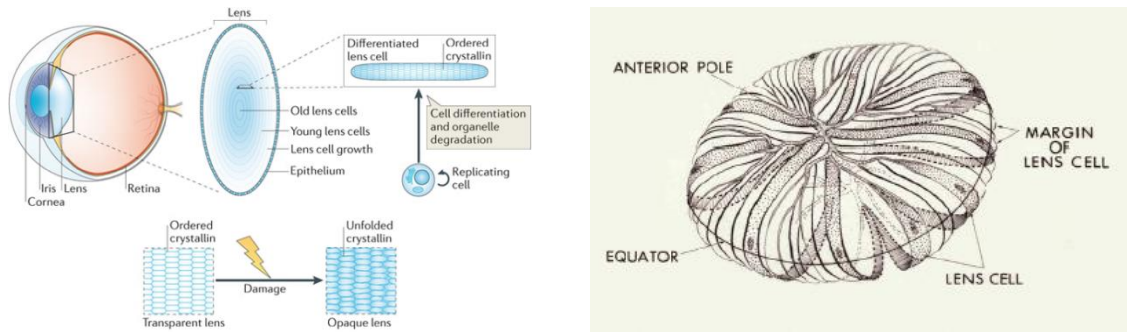 Lens
Differentiated
lens cell
Ordered
crystallin
Old lens cells
Young lens cells
Lens cell growth
Epithelium
Cell differentiation
and organelle
degradation
Replicating
cell
Iris
Lens
Retina
Cornea
Ordered
crystallin
Unfolded
crystallin
Damage
Transparent lens
Opaque lens
ANTERIOR POLE
MARGIN
OF
LENS CELL
EQUATOR
LENS CELL